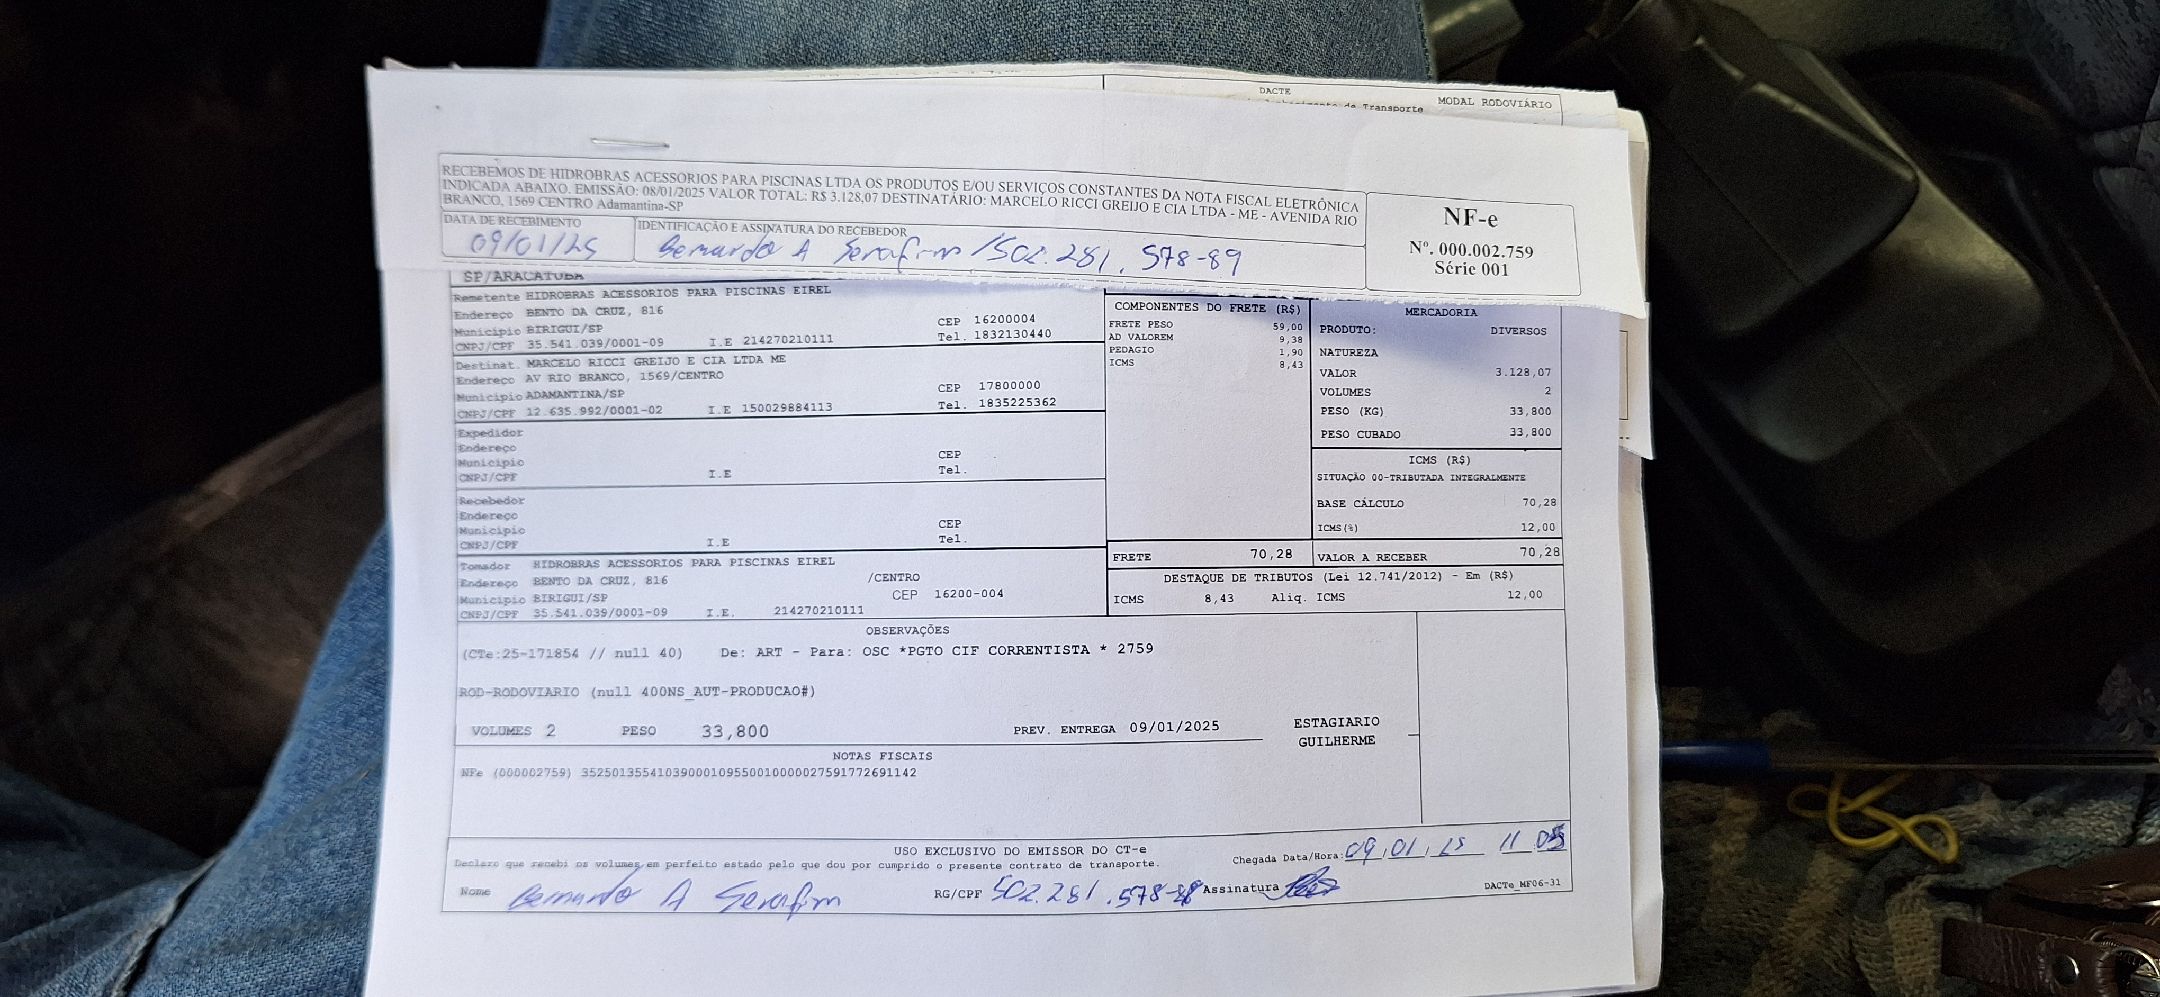 DACTE
de Transporte MODAL RODOVIÁRIO
RECEBEMOS DE HIDROBRAS ACESSORIOS PARA PISCINAS LTDA OS PRODUTOS E/OU SERVIÇOS CONSTANTES DA NOTA FISCAL ELETRÔNICA
INDICADA ABAIXO. EMISSÃO: 08/01/2025 VALOR TOTAL: R$ 3.128,07 DESTINATÁRIO: MARCELO RICCI GREIJO E CIA LTDA - ME - AVENIDA RIO
BRANCO, 1569 CENTRO Adamantina-SP
DATA DE RECEBIMENTO
09/01/25
IDENTIFICAÇÃO E ASSINATURA DO RECEBEDOR
Bernardo A Serafim /502.281.578-89
NF-e
Nº. 000.002.759
Série 001
SP/ARACATUBA
Remetente HIDROBRAS ACESSORIOS PARA PISCINAS EIREL
Endereço BENTO DA CRUZ, 816
Município BIRIGUI/SP CEP 16200004
CNPJ/CPF 35.541.039/0001-09 I.E 214270210111 Tel. 1832130440
Destinat. MARCELO RICCI GREIJO E CIA LTDA ME
Endereço AV RIO BRANCO, 1569/CENTRO
Município ADAMANTINA/SP CEP 17800000
CNPJ/CPF 12.635.992/0001-02 I.E 150029884113 Tel. 1835225362
Expedidor
Endereço
Município CEP
CNPJ/CPF I.E Tel.
Recebedor
Endereço
Município CEP
CNPJ/CPF I.E Tel.
Tomador HIDROBRAS ACESSORIOS PARA PISCINAS EIREL
Endereço BENTO DA CRUZ, 816 /CENTRO
Município BIRIGUI/SP CEP 16200-004
CNPJ/CPF 35.541.039/0001-09 I.E. 214270210111
COMPONENTES DO FRETE (R$)
FRETE PESO 59,00
AD VALOREM 9,38
PEDAGIO 1,90
ICMS 8,43
FRETE 70,28
MERCADORIA
PRODUTO: DIVERSOS
NATUREZA
VALOR 3.128,07
VOLUMES 2
PESO (KG) 33,800
PESO CUBADO 33,800
ICMS (R$)
SITUAÇÃO 00-TRIBUTADA INTEGRALMENTE
BASE CÁLCULO 70,28
ICMS(%) 12,00
VALOR A RECEBER 70,28
DESTAQUE DE TRIBUTOS (Lei 12.741/2012) - Em (R$)
ICMS 8,43 Aliq. ICMS 12,00
OBSERVAÇÕES
(CTe:25-171854 // null 40) De: ART - Para: OSC *PGTO CIF CORRENTISTA * 2759
ROD-RODOVIARIO (null 400NS_AUT-PRODUCAO#)
VOLUMES 2 PESO 33,800 PREV. ENTREGA 09/01/2025
ESTAGIARIO
GUILHERME
NOTAS FISCAIS
NFe (000002759) 35250135541039000109550010000027591772691142
USO EXCLUSIVO DO EMISSOR DO CT-e
Declaro que recebi os volumes em perfeito estado pelo que dou por cumprido o presente contrato de transporte.
Chegada Data/Hora: 09/01/25 11
Nome Bernardo A Serafim RG/CPF 502.281.578-89 Assinatura
DACTe_MF06-31